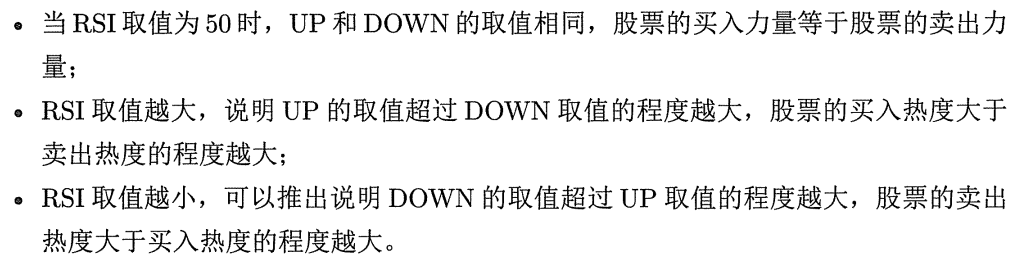 • 当 RSI 取值为 50 时，UP 和 DOWN 的取值相同，股票的买入力量等于股票的卖出力
量；
• RSI 取值越大，说明 UP 的取值超过 DOWN 取值的程度越大，股票的买入热度大于
卖出热度的程度越大；
• RSI 取值越小，可以推出说明 DOWN 的取值超过 UP 取值的程度越大，股票的卖出
热度大于买入热度的程度越大。